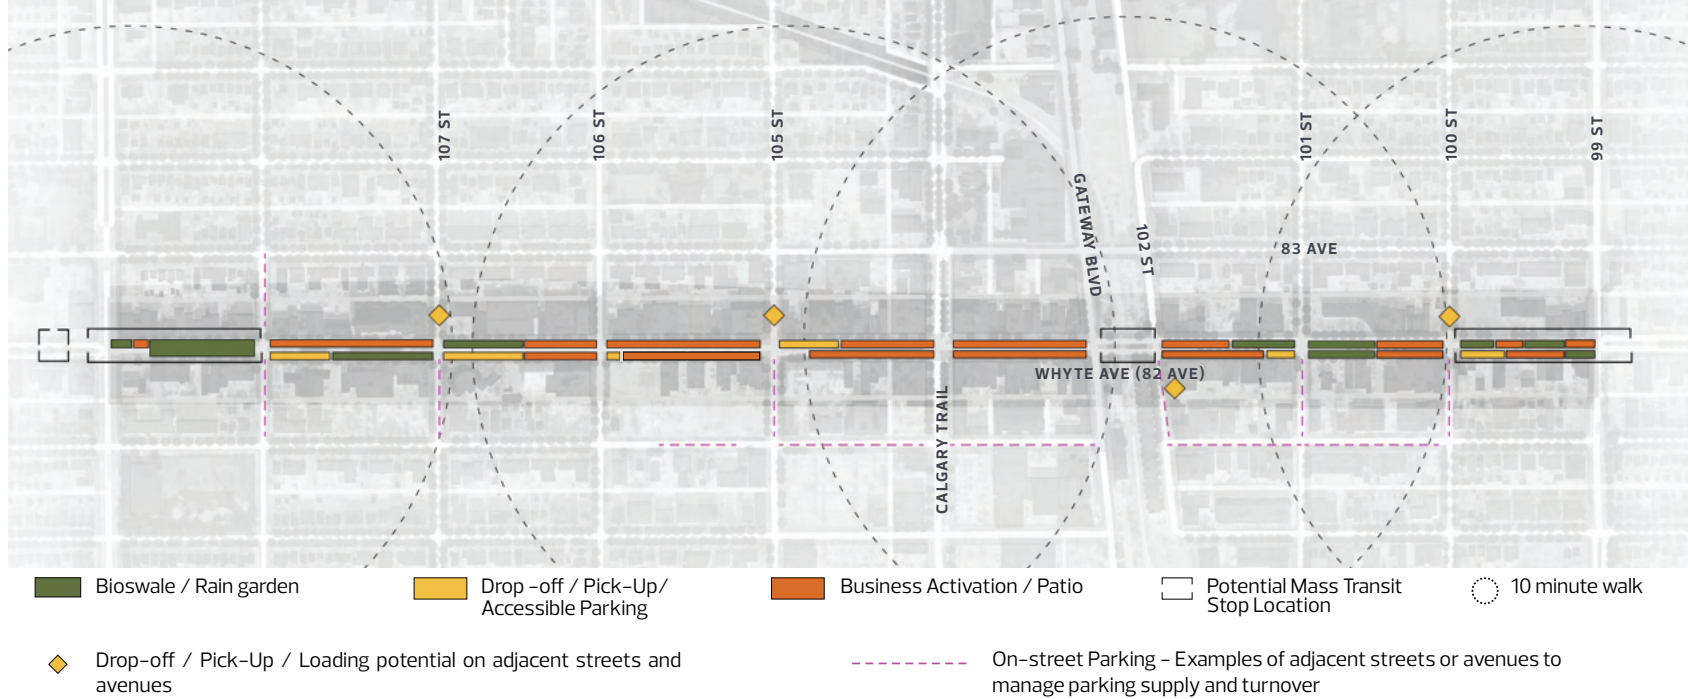 107 ST
106 ST
105 ST
101 ST
100 ST
99 ST
GATEWAY BLVD
102 ST
83 AVE
WHYTE AVE (82 AVE)
CALGARY TRAIL
Bioswale / Rain garden
Drop -off / Pick-Up/
Accessible Parking
Business Activation / Patio
Potential Mass Transit
Stop Location
10 minute walk
Drop-off / Pick-Up / Loading potential on adjacent streets and
avenues
On-street Parking - Examples of adjacent streets or avenues to
manage parking supply and turnover